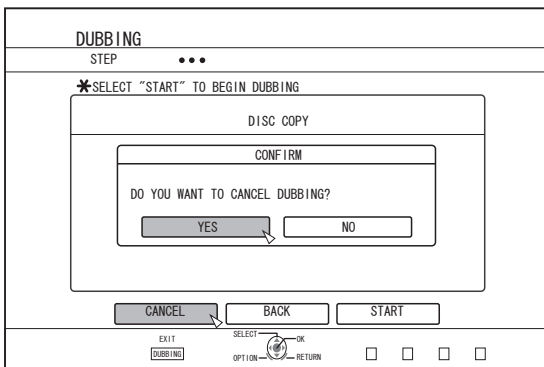 DUBBING
STEP
*SELECT "START" TO BEGIN DUBBING
DISC COPY
CONFIRM
DO YOU WANT TO CANCEL DUBBING?
YES NO
CANCEL BACK START
EXIT
DUBBING
SELECT OK
OPTION RETURN